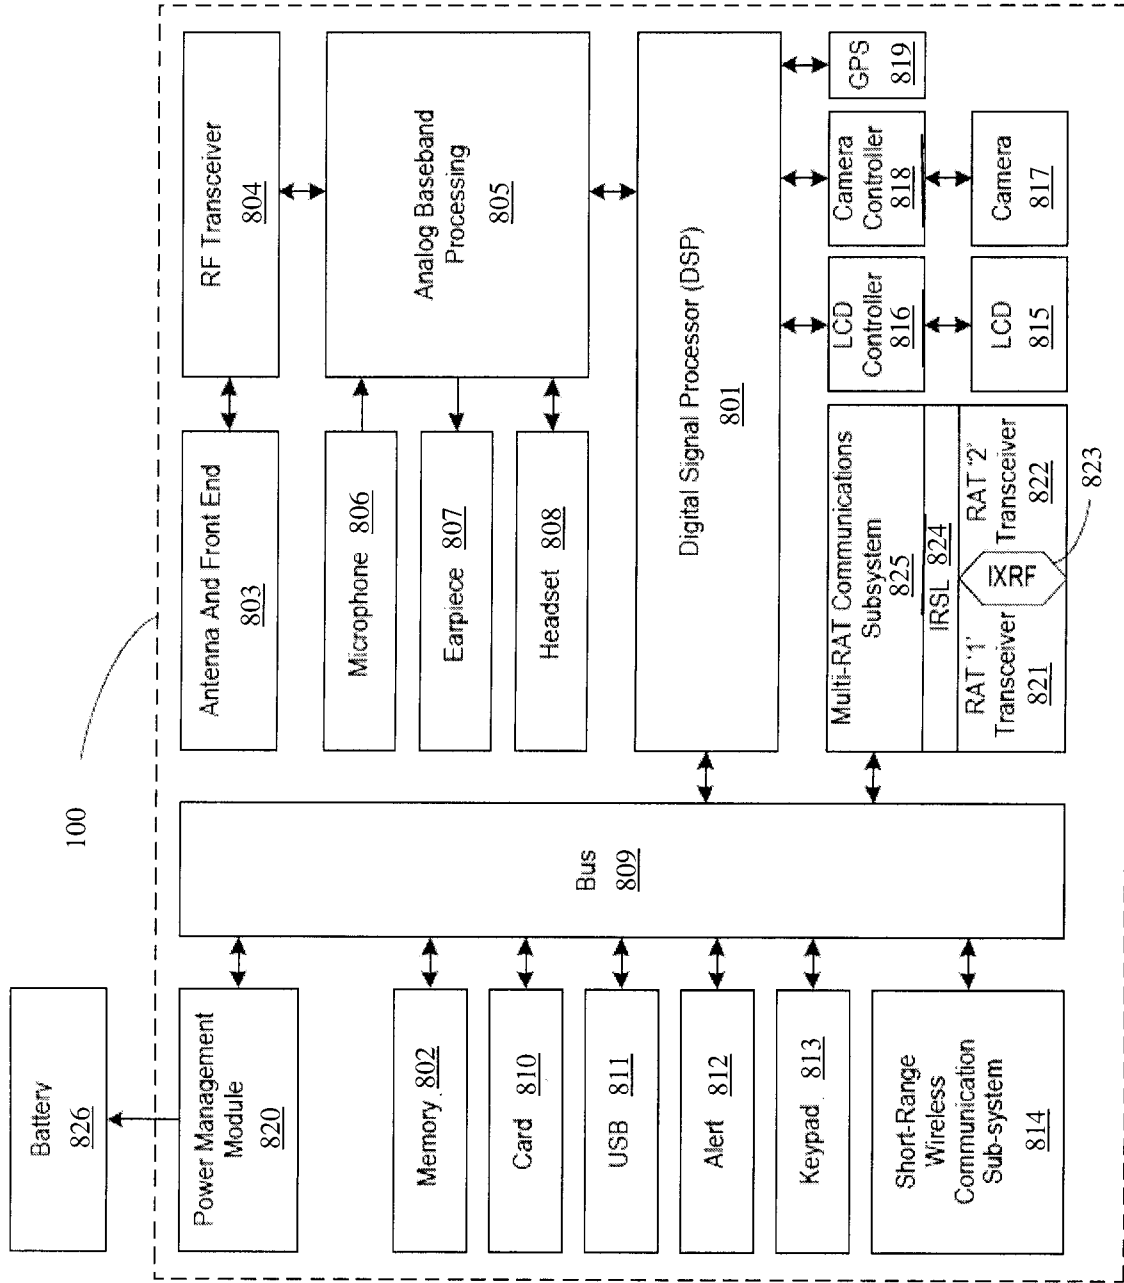 100
Antenna And Front End
803
RF Transceiver
804
Microphone 806
Earpiece 807
Headset 808
Analog Baseband
Processing
805
Digital Signal Processor (DSP)
801
Multi-RAT Communications
Subsystem
825
IRSL 824
RAT ‘1’
Transceiver
821
IXRF
RAT ‘2’
Transceiver
822
823
LCD
Controller
816
LCD
815
Camera
Controller
818
Camera
817
GPS
819
Bus
809
Battery
826
Power Management
Module
820
Memory 802
Card 810
USB 811
Alert 812
Keypad 813
Short-Range
Wireless
Communication
Sub-system
814